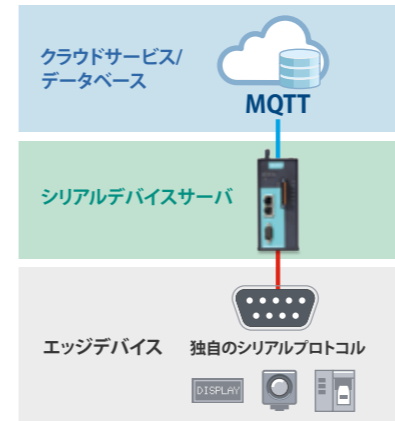 クラウドサービス/
データベース
MQTT
シリアルデバイスサーバ
エッジデバイス
独自のシリアルプロトコル
DISPLAY